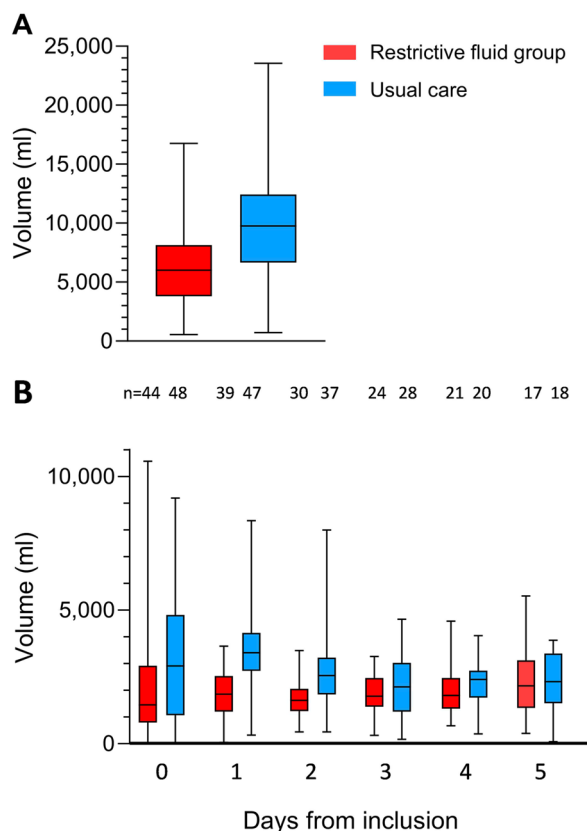 A
25,000
20,000
15,000
10,000
5,000
0
Volume (ml)
Restrictive fluid group
Usual care
B
n=44 48 39 47 30 37 24 28 21 20 17 18
10,000
5,000
0
Volume (ml)
0 1 2 3 4 5
Days from inclusion